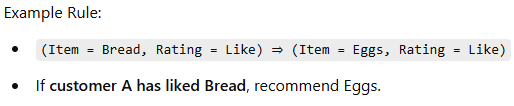 Example Rule:
• (Item = Bread, Rating = Like) ⇒ (Item = Eggs, Rating = Like)
• If customer A has liked Bread, recommend Eggs.